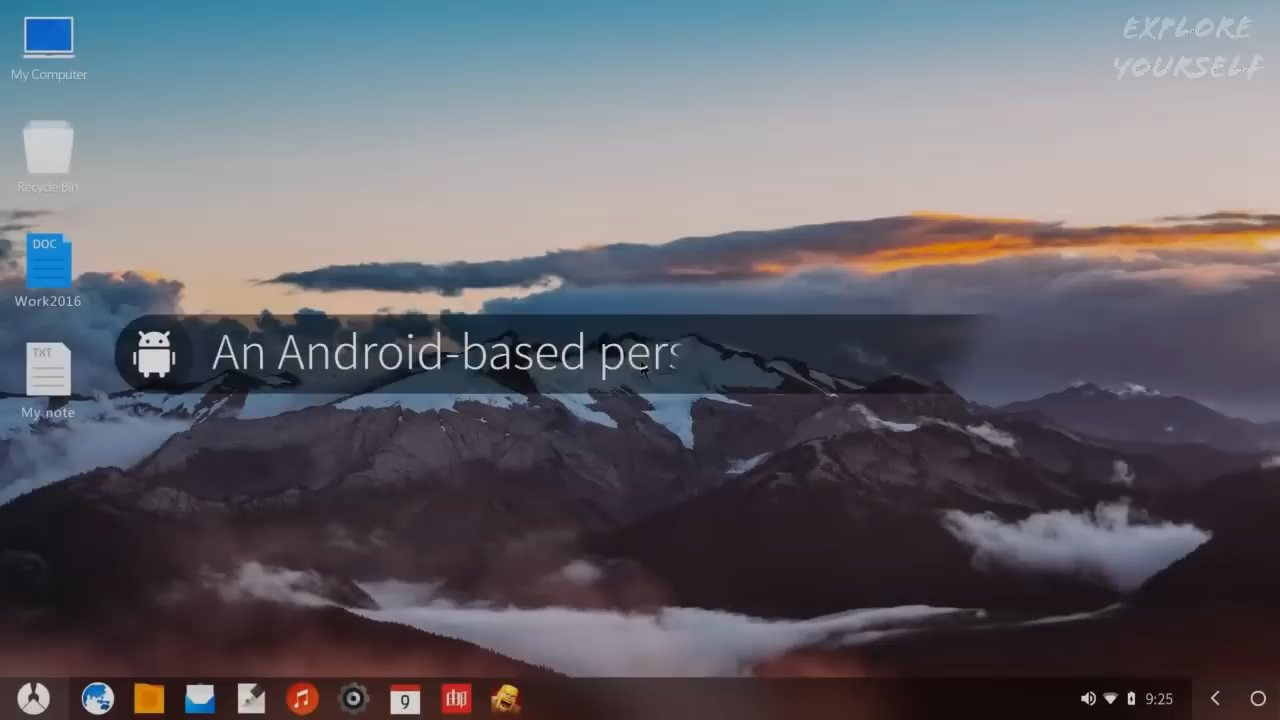 EXPLORE
YOURSELF
My Computer
Recycle Bin
DOC
Work2016
An Android-based pers
TXT
My note
9
9:25